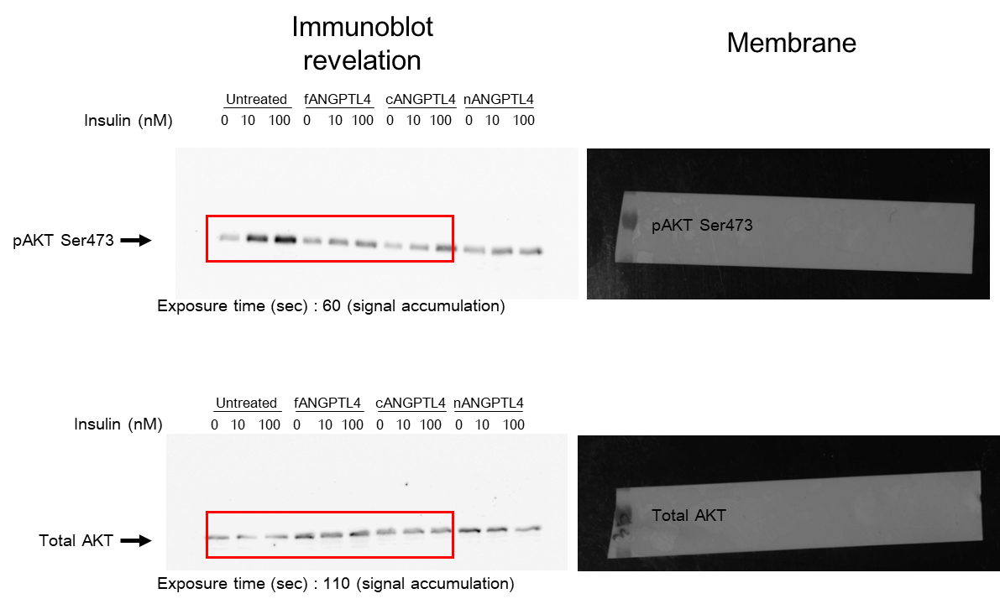 Immunoblot
revelation
Membrane
Untreated fANGPTL4 cANGPTL4 nANGPTL4
Insulin (nM) 0 10 100 0 10 100 0 10 100 0 10 100
pAKT Ser473
pAKT Ser473
Exposure time (sec) : 60 (signal accumulation)
Untreated fANGPTL4 cANGPTL4 nANGPTL4
Insulin (nM) 0 10 100 0 10 100 0 10 100 0 10 100
Total AKT
Total AKT
Exposure time (sec) : 110 (signal accumulation)